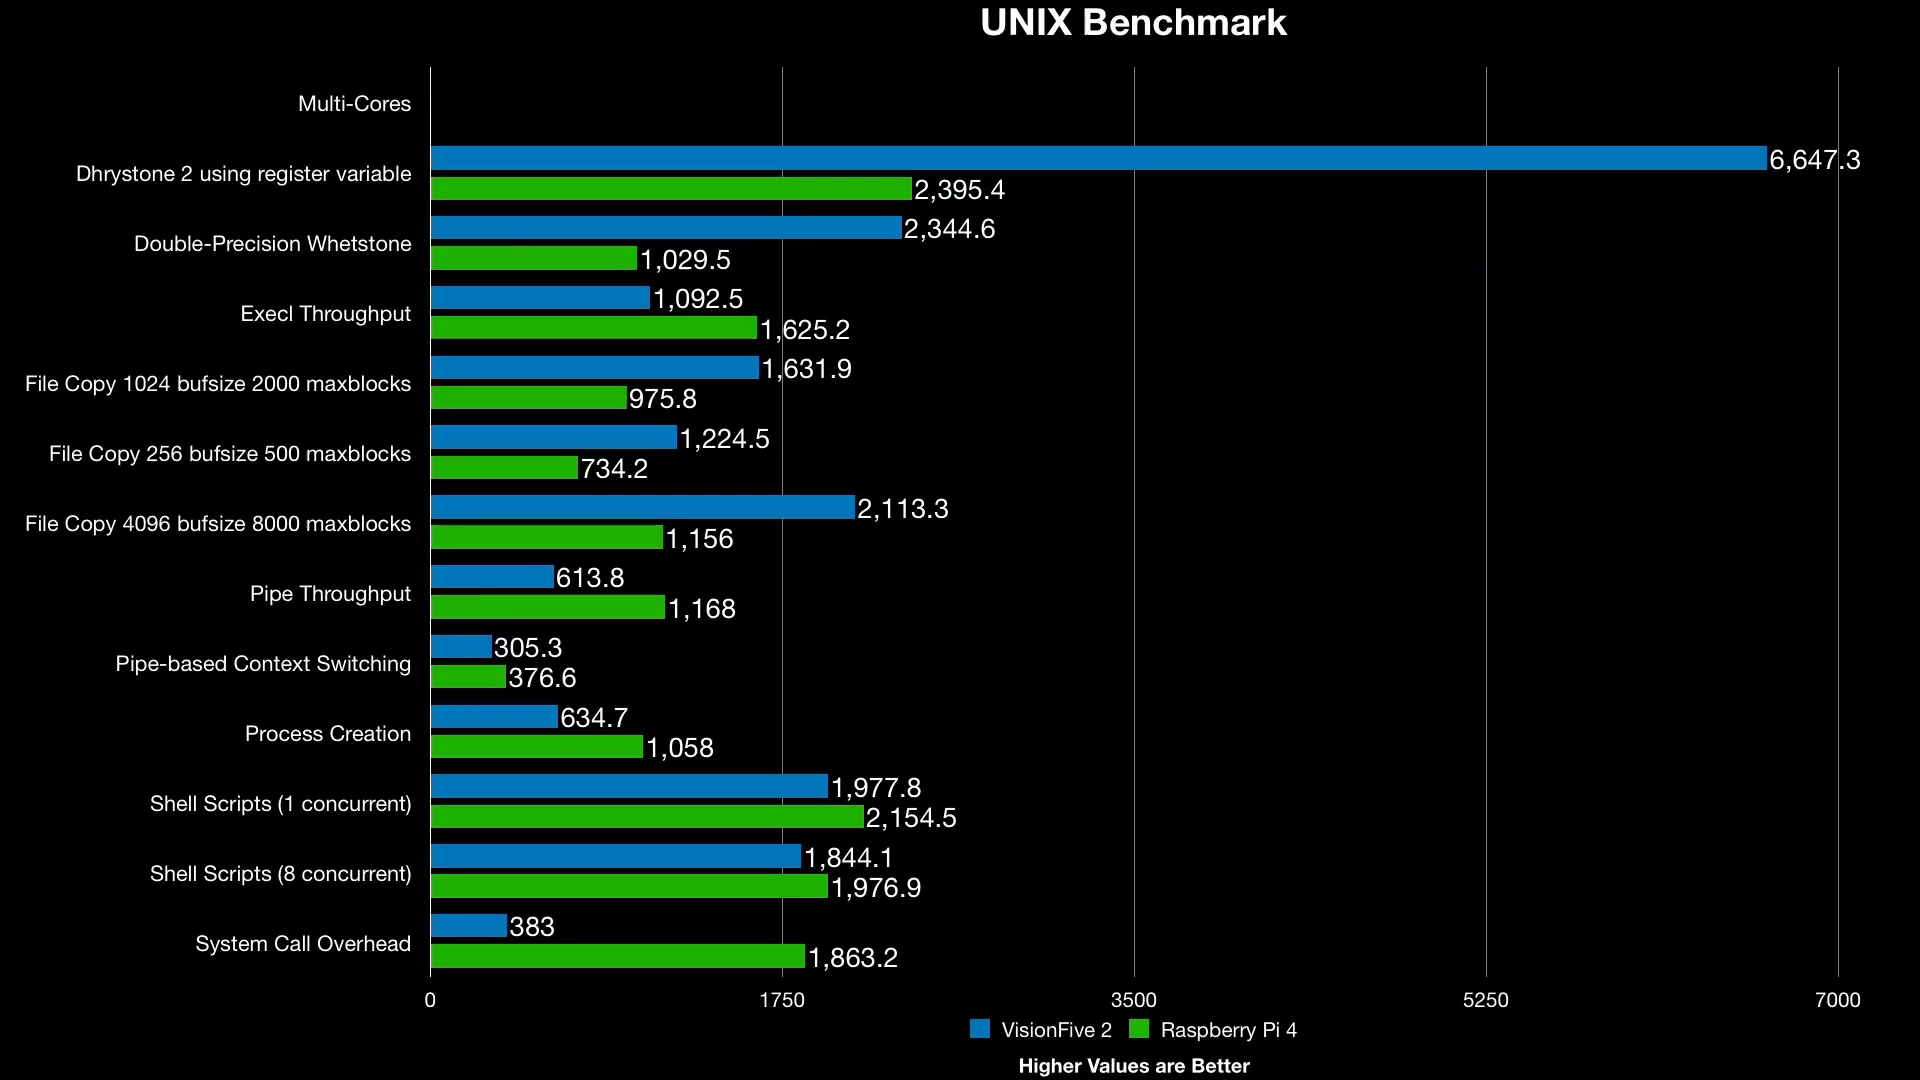 UNIX Benchmark
Multi-Cores
Dhrystone 2 using register variable
6,647.3
2,395.4
Double-Precision Whetstone
2,344.6
1,029.5
Execl Throughput
1,092.5
1,625.2
File Copy 1024 bufsize 2000 maxblocks
1,631.9
975.8
File Copy 256 bufsize 500 maxblocks
1,224.5
734.2
File Copy 4096 bufsize 8000 maxblocks
2,113.3
1,156
Pipe Throughput
613.8
1,168
Pipe-based Context Switching
305.3
376.6
Process Creation
634.7
1,058
Shell Scripts (1 concurrent)
1,977.8
2,154.5
Shell Scripts (8 concurrent)
1,844.1
1,976.9
System Call Overhead
383
1,863.2
0 1750 3500 5250 7000
VisionFive 2 Raspberry Pi 4
Higher Values are Better